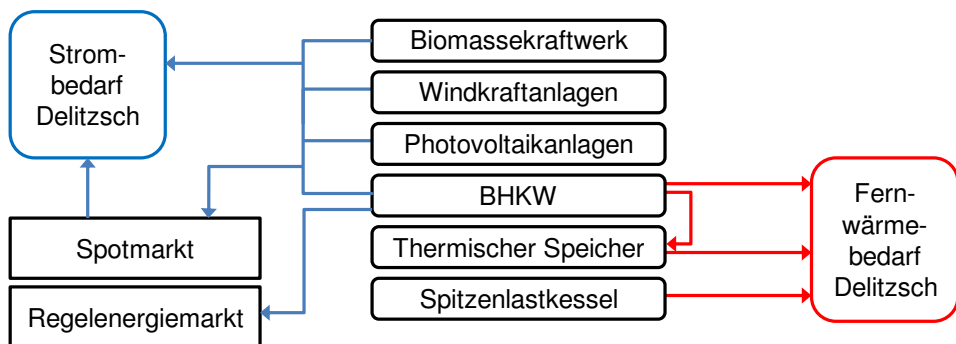 Strom-
bedarf
Delitzsch
Spotmarkt
Regelenergiemarkt
Biomassekraftwerk
Windkraftanlagen
Photovoltaikanlagen
BHKW
Thermischer Speicher
Spitzenlastkessel
Fern-
wärme-
bedarf
Delitzsch